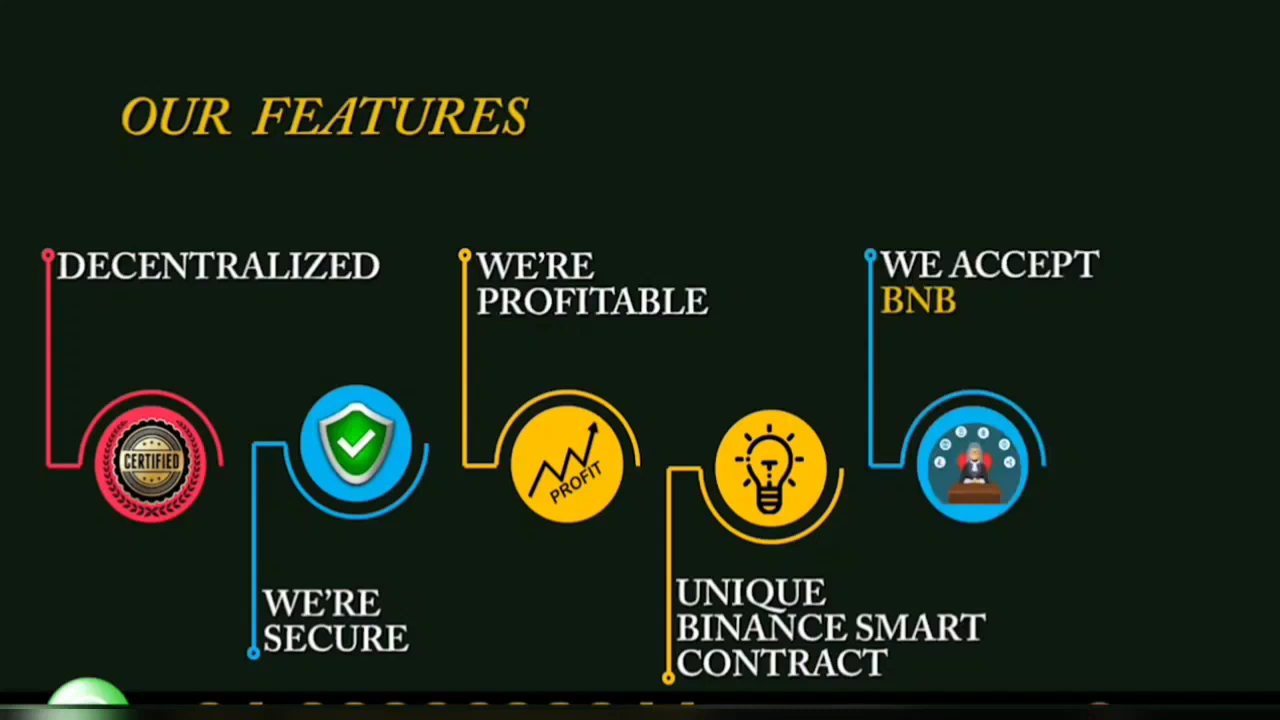 OUR FEATURES
DECENTRALIZED
WE'RE
PROFITABLE
WE ACCEPT
BNB
CERTIFIED
PROFIT
WE'RE
SECURE
UNIQUE
BINANCE SMART
CONTRACT